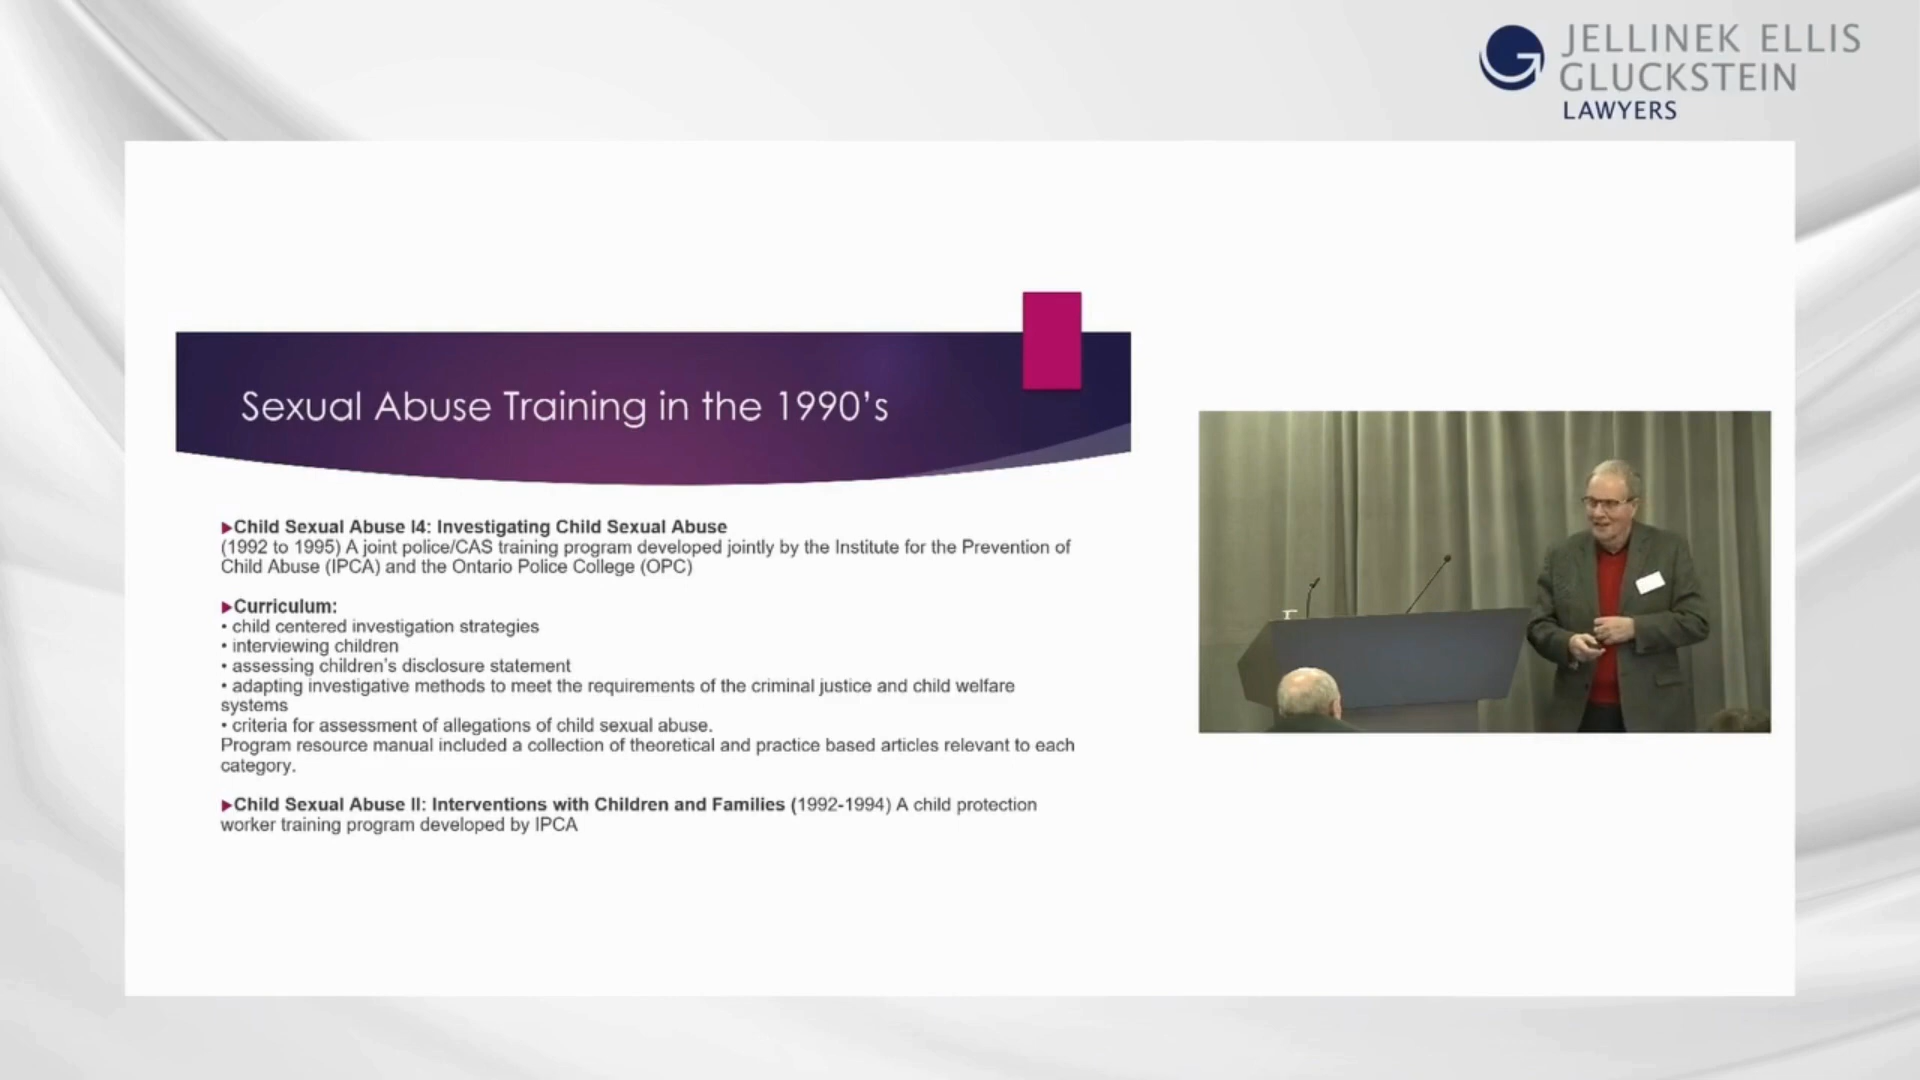 JELLINEK ELLIS
GLUCKSTEIN
LAWYERS
Sexual Abuse Training in the 1990's
Child Sexual Abuse I4: Investigating Child Sexual Abuse
(1992 to 1995) A joint police/CAS training program developed jointly by the Institute for the Prevention of
Child Abuse (IPCA) and the Ontario Police College (OPC)
Curriculum:
• child centered investigation strategies
• interviewing children
• assessing children's disclosure statement
• adapting investigative methods to meet the requirements of the criminal justice and child welfare
systems
• criteria for assessment of allegations of child sexual abuse.
Program resource manual included a collection of theoretical and practice based articles relevant to each
category.
Child Sexual Abuse II: Interventions with Children and Families (1992-1994) A child protection
worker training program developed by IPCA